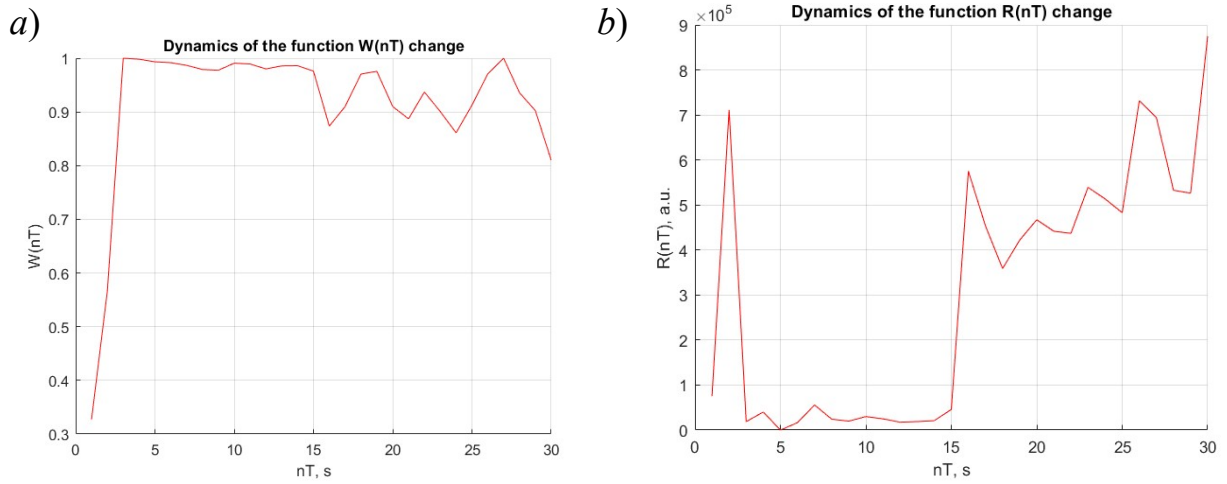 a)
Dynamics of the function W(nT) change
1
0.9
0.8
0.7
0.6
0.5
0.4
0.3
W(nT)
0 5 10 15 20 25 30
nT, s
b)
Dynamics of the function R(nT) change
×10⁵
9
8
7
6
5
4
3
2
1
0
R(nT), a.u.
0 5 10 15 20 25 30
nT, s